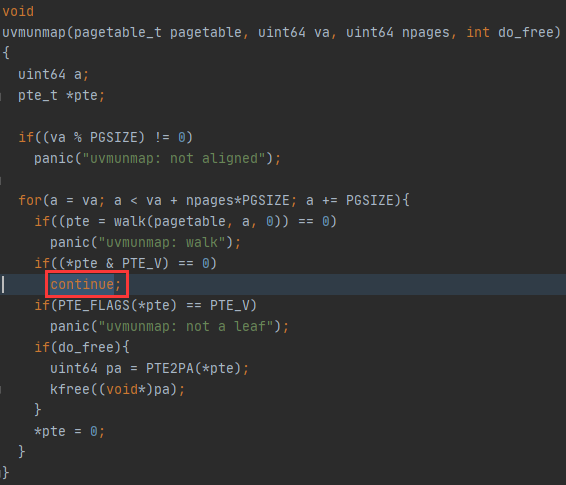 void
uvmunmap(pagetable_t pagetable, uint64 va, uint64 npages, int do_free)
{
  uint64 a;
  pte_t *pte;

  if((va % PGSIZE) != 0)
    panic("uvmunmap: not aligned");

  for(a = va; a < va + npages*PGSIZE; a += PGSIZE){
    if((pte = walk(pagetable, a, 0)) == 0)
      panic("uvmunmap: walk");
    if((*pte & PTE_V) == 0)
      continue;
    if(PTE_FLAGS(*pte) == PTE_V)
      panic("uvmunmap: not a leaf");
    if(do_free){
      uint64 pa = PTE2PA(*pte);
      kfree((void*)pa);
    }
    *pte = 0;
  }
}